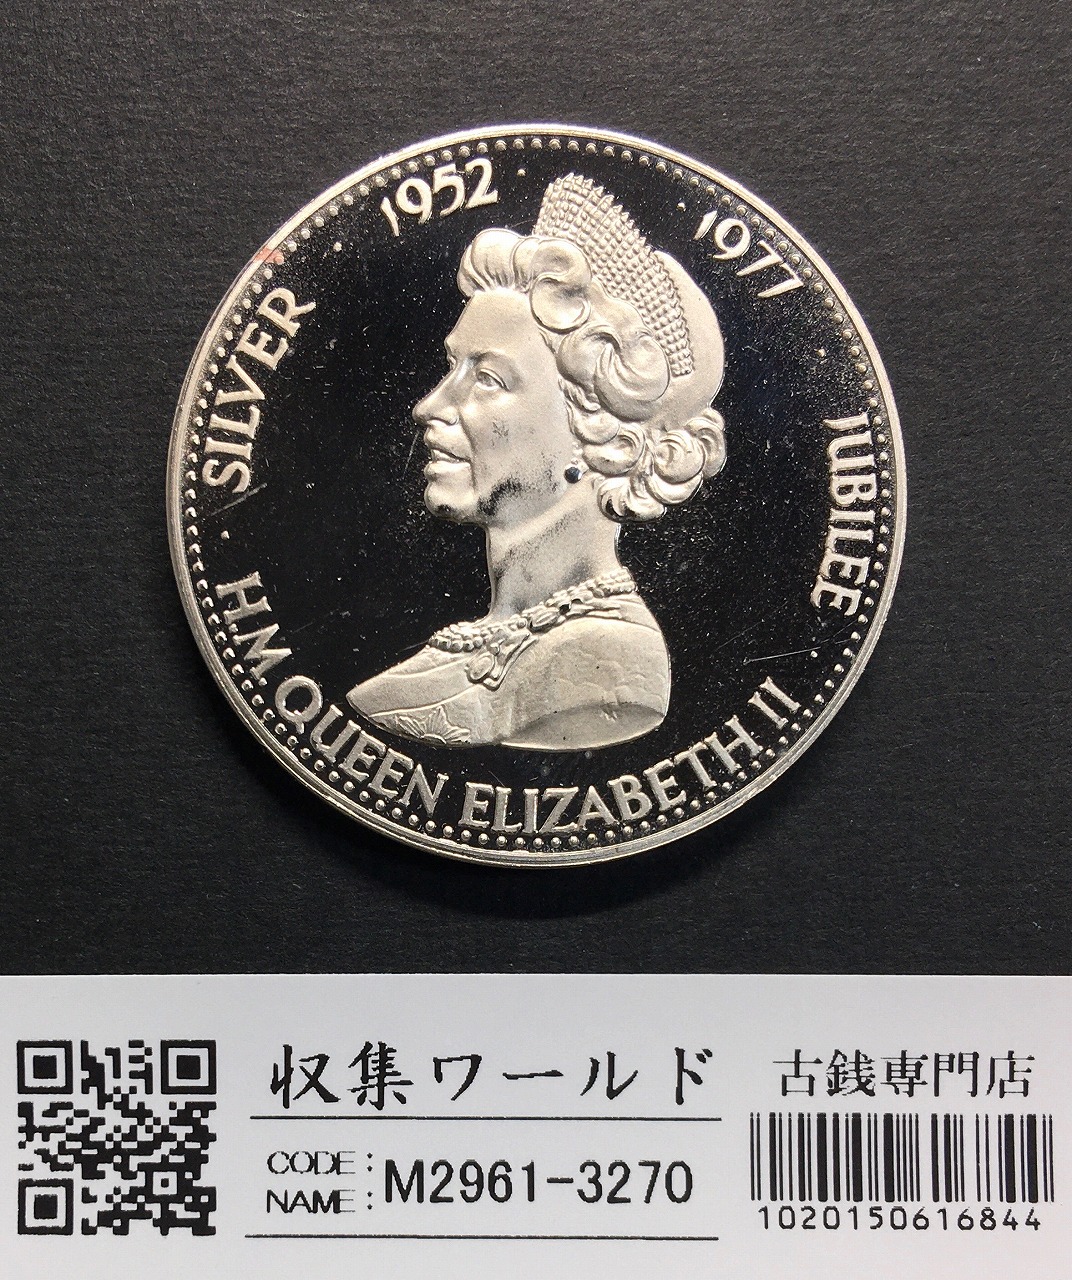 1952 · 1977
· SILVER · JUBILEE ·
H.M. QUEEN ELIZABETH II
収集ワールド 古銭専門店
CODE:
NAME: M2961-3270
1020150616844